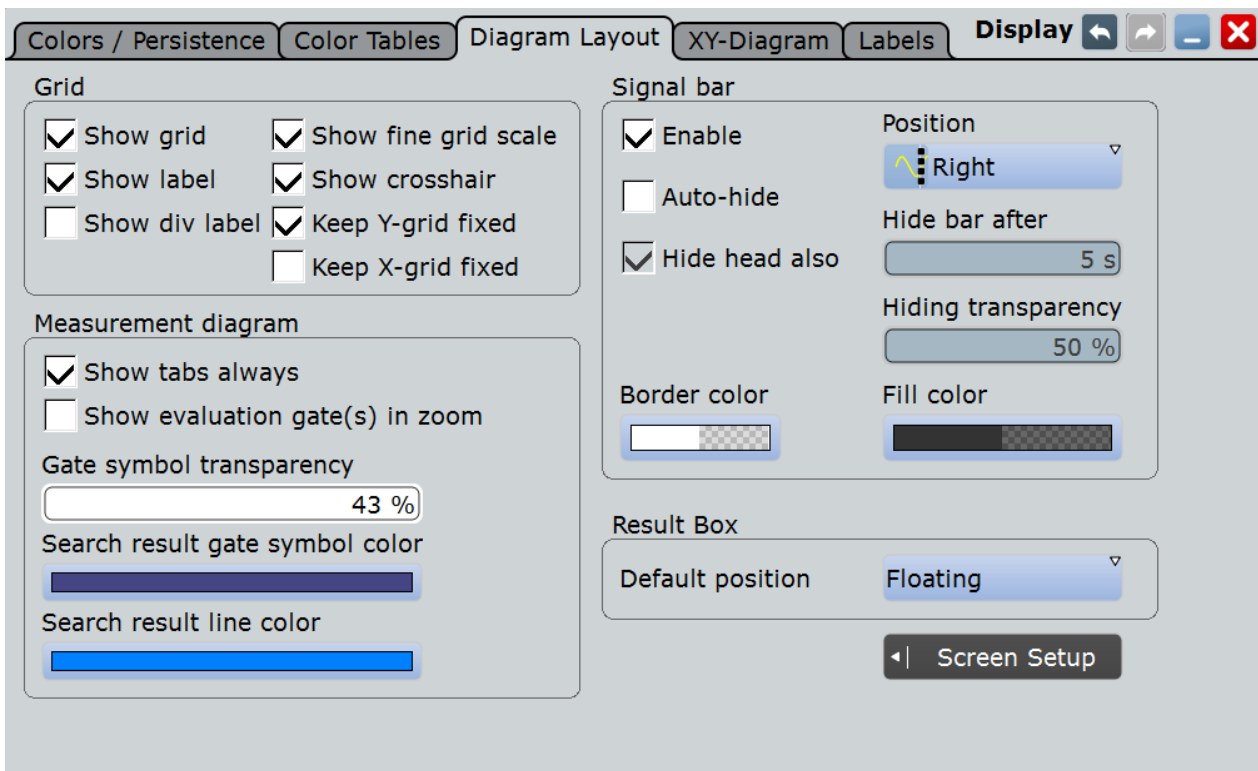 Colors / Persistence Color Tables Diagram Layout XY-Diagram Labels Display
Grid
Show grid Show fine grid scale
Show label Show crosshair
Show div label Keep Y-grid fixed
Keep X-grid fixed
Measurement diagram
Show tabs always
Show evaluation gate(s) in zoom
Gate symbol transparency
43 %
Search result gate symbol color
Search result line color
Signal bar
Enable
Position
Right
Auto-hide
Hide bar after
Hide head also
5 s
Hiding transparency
50 %
Border color Fill color
Result Box
Default position Floating
Screen Setup